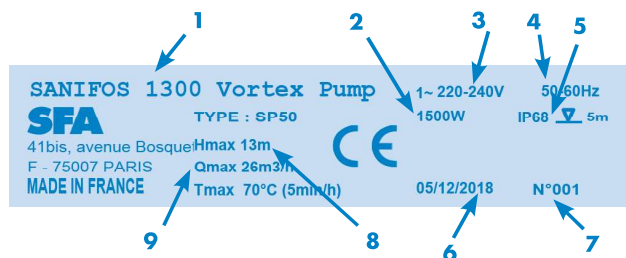 1 2 3 4 5
SANIFOS 1300 Vortex Pump 1~ 220-240V 50/60Hz
SFA TYPE : SP50 1500W IP68 5m
41bis, avenue Bosquet Hmax 13m CE
F - 75007 PARIS Qmax 26m3/h
MADE IN FRANCE Tmax 70°C (5min/h) 05/12/2018 N°001
9 8 6 7